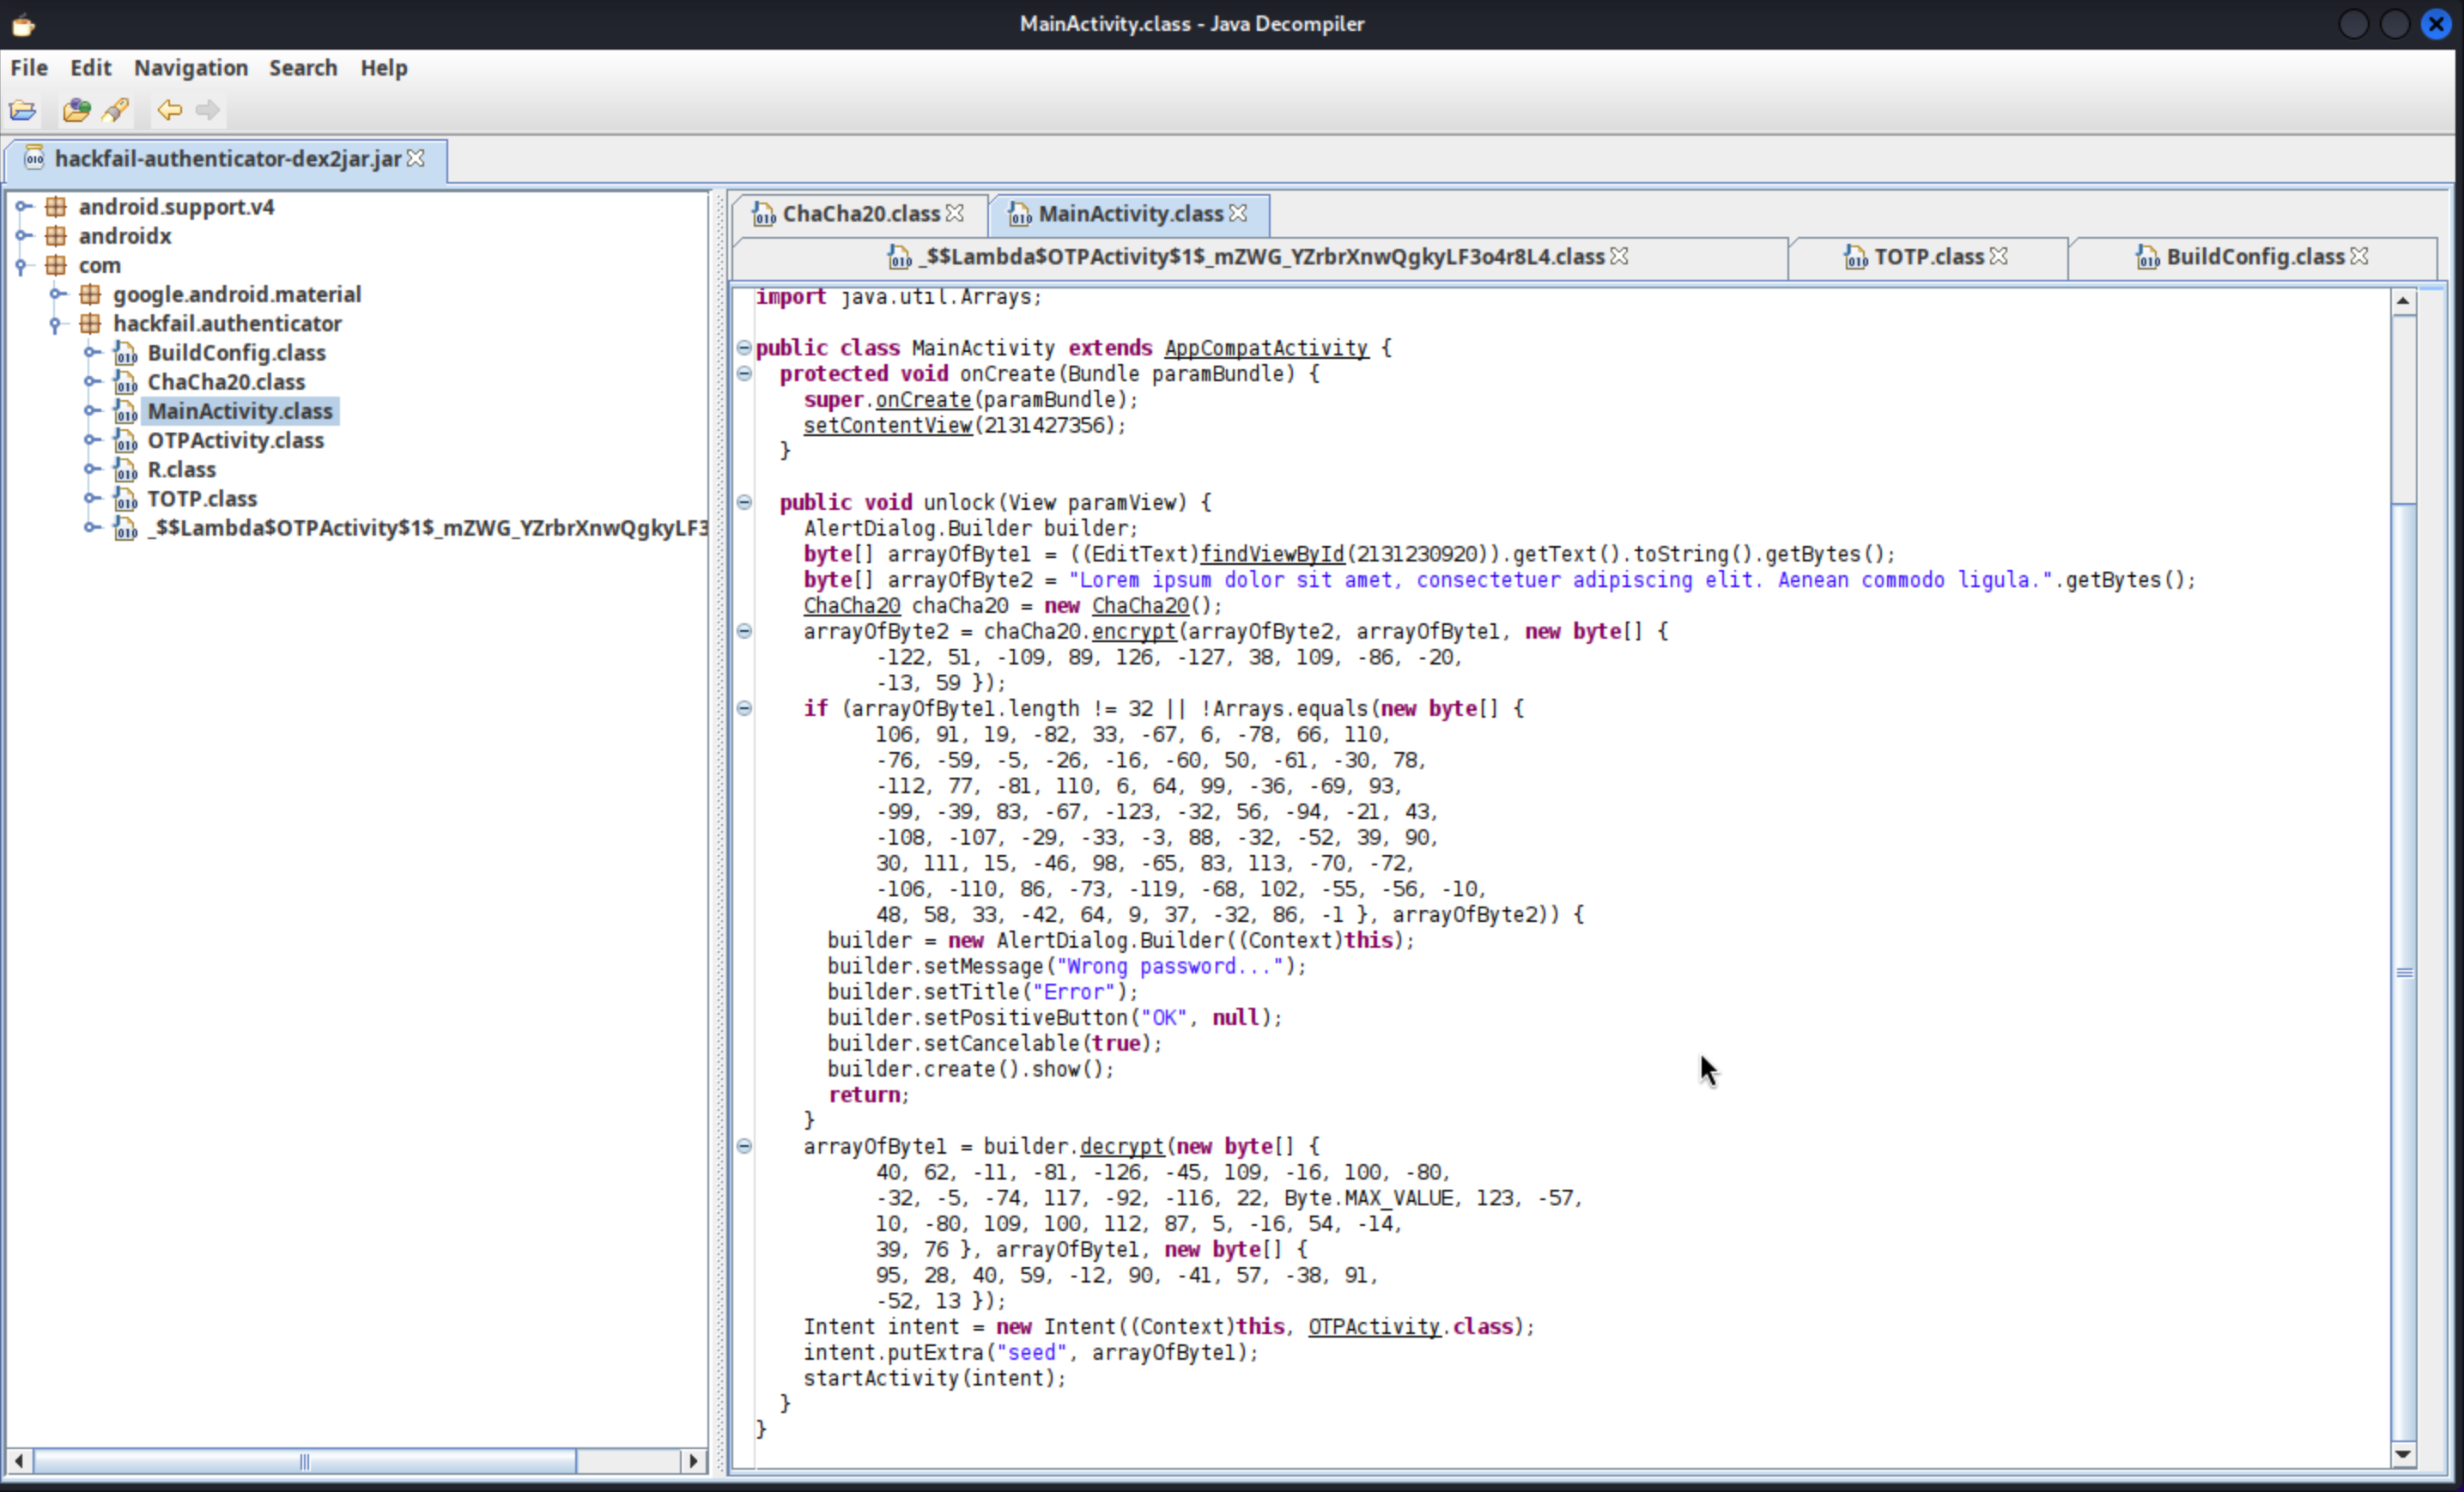 MainActivity.class - Java Decompiler
File Edit Navigation Search Help
hackfail-authenticator-dex2jar.jar
android.support.v4
androidx
com
google.android.material
hackfail.authenticator
BuildConfig.class
ChaCha20.class
MainActivity.class
OTPActivity.class
R.class
TOTP.class
_$$Lambda$OTPActivity$1$_mZWG_YZrbrXnwQgkyLF3
ChaCha20.class MainActivity.class
_$$Lambda$OTPActivity$1$_mZWG_YZrbrXnwQgkyLF3o4r8L4.class TOTP.class BuildConfig.class
import java.util.Arrays;
public class MainActivity extends AppCompatActivity {
protected void onCreate(Bundle paramBundle) {
super.onCreate(paramBundle);
setContentView(2131427356);
}
public void unlock(View paramView) {
AlertDialog.Builder builder;
byte[] arrayOfByte1 = ((EditText)findViewById(2131230920)).getText().toString().getBytes();
byte[] arrayOfByte2 = "Lorem ipsum dolor sit amet, consectetuer adipiscing elit. Aenean commodo ligula.".getBytes();
ChaCha20 chaCha20 = new ChaCha20();
arrayOfByte2 = chaCha20.encrypt(arrayOfByte2, arrayOfByte1, new byte[] {
-122, 51, -109, 89, 126, -127, 38, 109, -86, -20,
-13, 59 });
if (arrayOfByte1.length != 32 || !Arrays.equals(new byte[] {
106, 91, 19, -82, 33, -67, 6, -78, 66, 110,
-76, -59, -5, -26, -16, -60, 50, -61, -30, 78,
-112, 77, -81, 110, 6, 64, 99, -36, -69, 93,
-99, -39, 83, -67, -123, -32, 56, -94, -21, 43,
-108, -107, -29, -33, -3, 88, -32, -52, 39, 90,
30, 111, 15, -46, 98, -65, 83, 113, -70, -72,
-106, -110, 86, -73, -119, -68, 102, -55, -56, -10,
48, 58, 33, -42, 64, 9, 37, -32, 86, -1 }, arrayOfByte2)) {
builder = new AlertDialog.Builder((Context)this);
builder.setMessage("Wrong password...");
builder.setTitle("Error");
builder.setPositiveButton("OK", null);
builder.setCancelable(true);
builder.create().show();
return;
}
arrayOfByte1 = builder.decrypt(new byte[] {
40, 62, -11, -81, -126, -45, 109, -16, 100, -80,
-32, -5, -74, 117, -92, -116, 22, Byte.MAX_VALUE, 123, -57,
10, -80, 109, 100, 112, 87, 5, -16, 54, -14,
39, 76 }, arrayOfByte1, new byte[] {
95, 28, 40, 59, -12, 90, -41, 57, -38, 91,
-52, 13 });
Intent intent = new Intent((Context)this, OTPActivity.class);
intent.putExtra("seed", arrayOfByte1);
startActivity(intent);
}
}